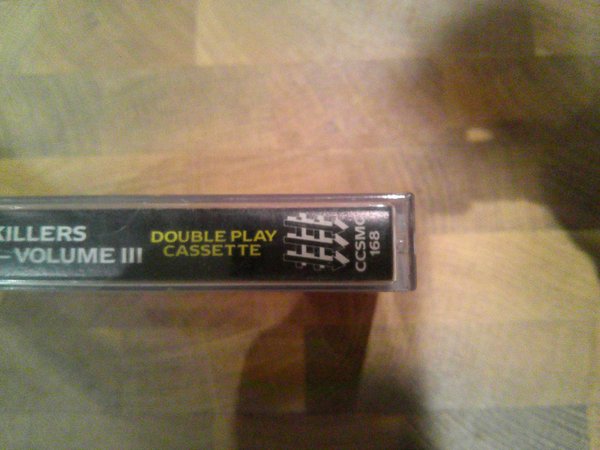 KILLERS
–VOLUME III
DOUBLE PLAY
CASSETTE
CCSMC
168